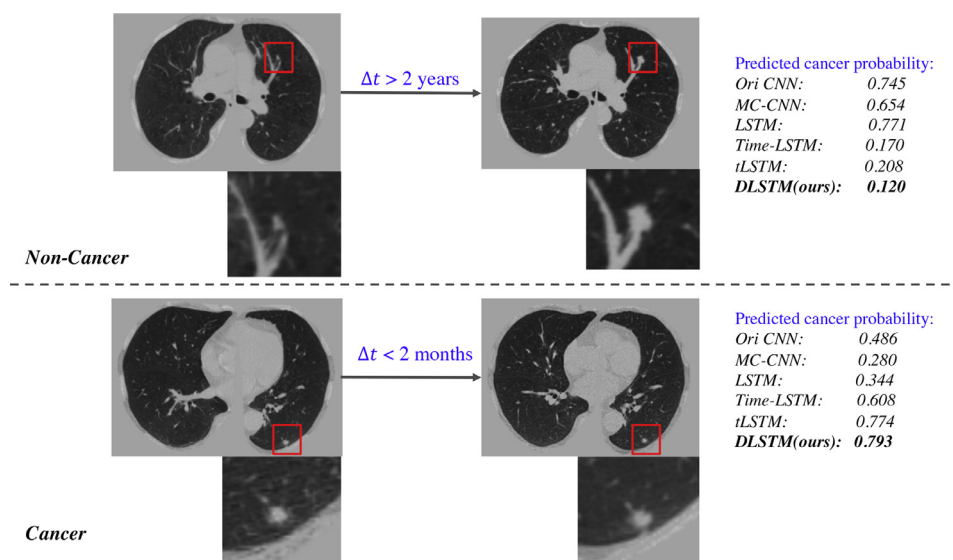 Δt > 2 years
Predicted cancer probability:
Ori CNN: 0.745
MC-CNN: 0.654
LSTM: 0.771
Time-LSTM: 0.170
tLSTM: 0.208
DLSTM(ours): 0.120
Non-Cancer
Δt < 2 months
Predicted cancer probability:
Ori CNN: 0.486
MC-CNN: 0.280
LSTM: 0.344
Time-LSTM: 0.608
tLSTM: 0.774
DLSTM(ours): 0.793
Cancer